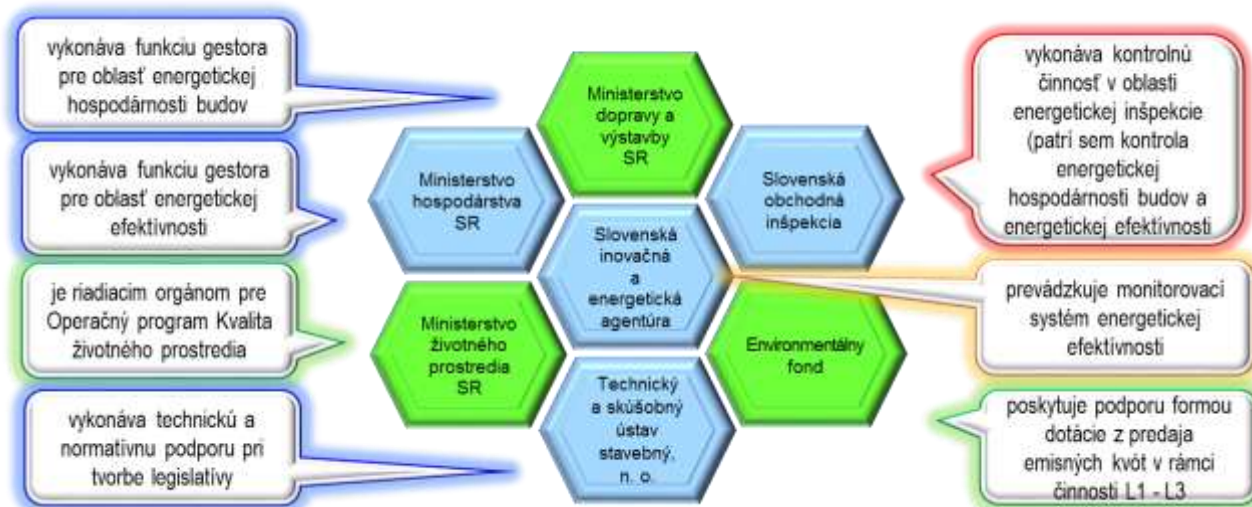 vykonáva funkciu gestora
pre oblasť energetickej
hospodárnosti budov
vykonáva funkciu gestora
pre oblasť energetickej
efektívnosti
je riadiacim orgánom pre
Operačný program Kvalita
životného prostredia
vykonáva technickú a
normatívnu podporu pri
tvorbe legislatívy
Ministerstvo
dopravy a
výstavby
SR
Ministerstvo
hospodárstva
SR
Slovenská
obchodná
inšpekcia
Slovenská
inovačná
a
energetická
agentúra
Ministerstvo
životného
prostredia
SR
Environmentálny
fond
Technický
a skúšobný
ústav
stavebný,
n. o.
vykonáva kontrolnú
činnosť v oblasti
energetickej inšpekcie
(patrí sem kontrola
energetickej
hospodárnosti budov a
energetickej efektívnosti
prevádzkuje monitorovací
systém energetickej
efektívnosti
poskytuje podporu formou
dotácie z predaja
emisných kvót v rámci
činnosti L1 - L3